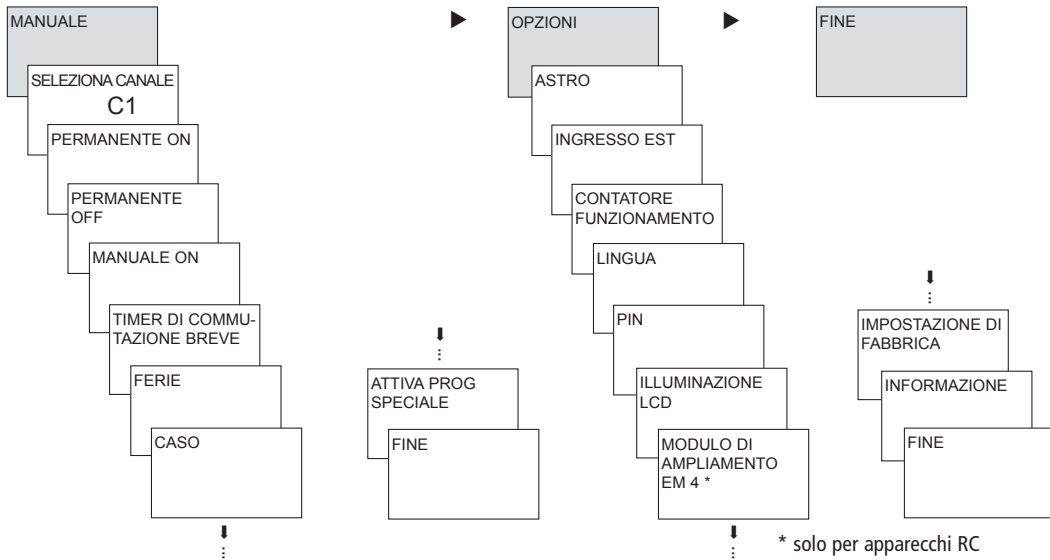 MANUALE
SELEZIONA CANALE
C1
PERMANENTE ON
PERMANENTE
OFF
MANUALE ON
TIMER DI COMMU-
TAZIONE BREVE
FERIE
CASO
ATTIVA PROG
SPECIALE
FINE
OPZIONI
ASTRO
INGRESSO EST
CONTATORE
FUNZIONAMENTO
LINGUA
PIN
ILLUMINAZIONE
LCD
MODULO DI
AMPLIAMENTO
EM 4 *
IMPOSTAZIONE DI
FABBRICA
INFORMAZIONE
FINE
FINE
* solo per apparecchi RC